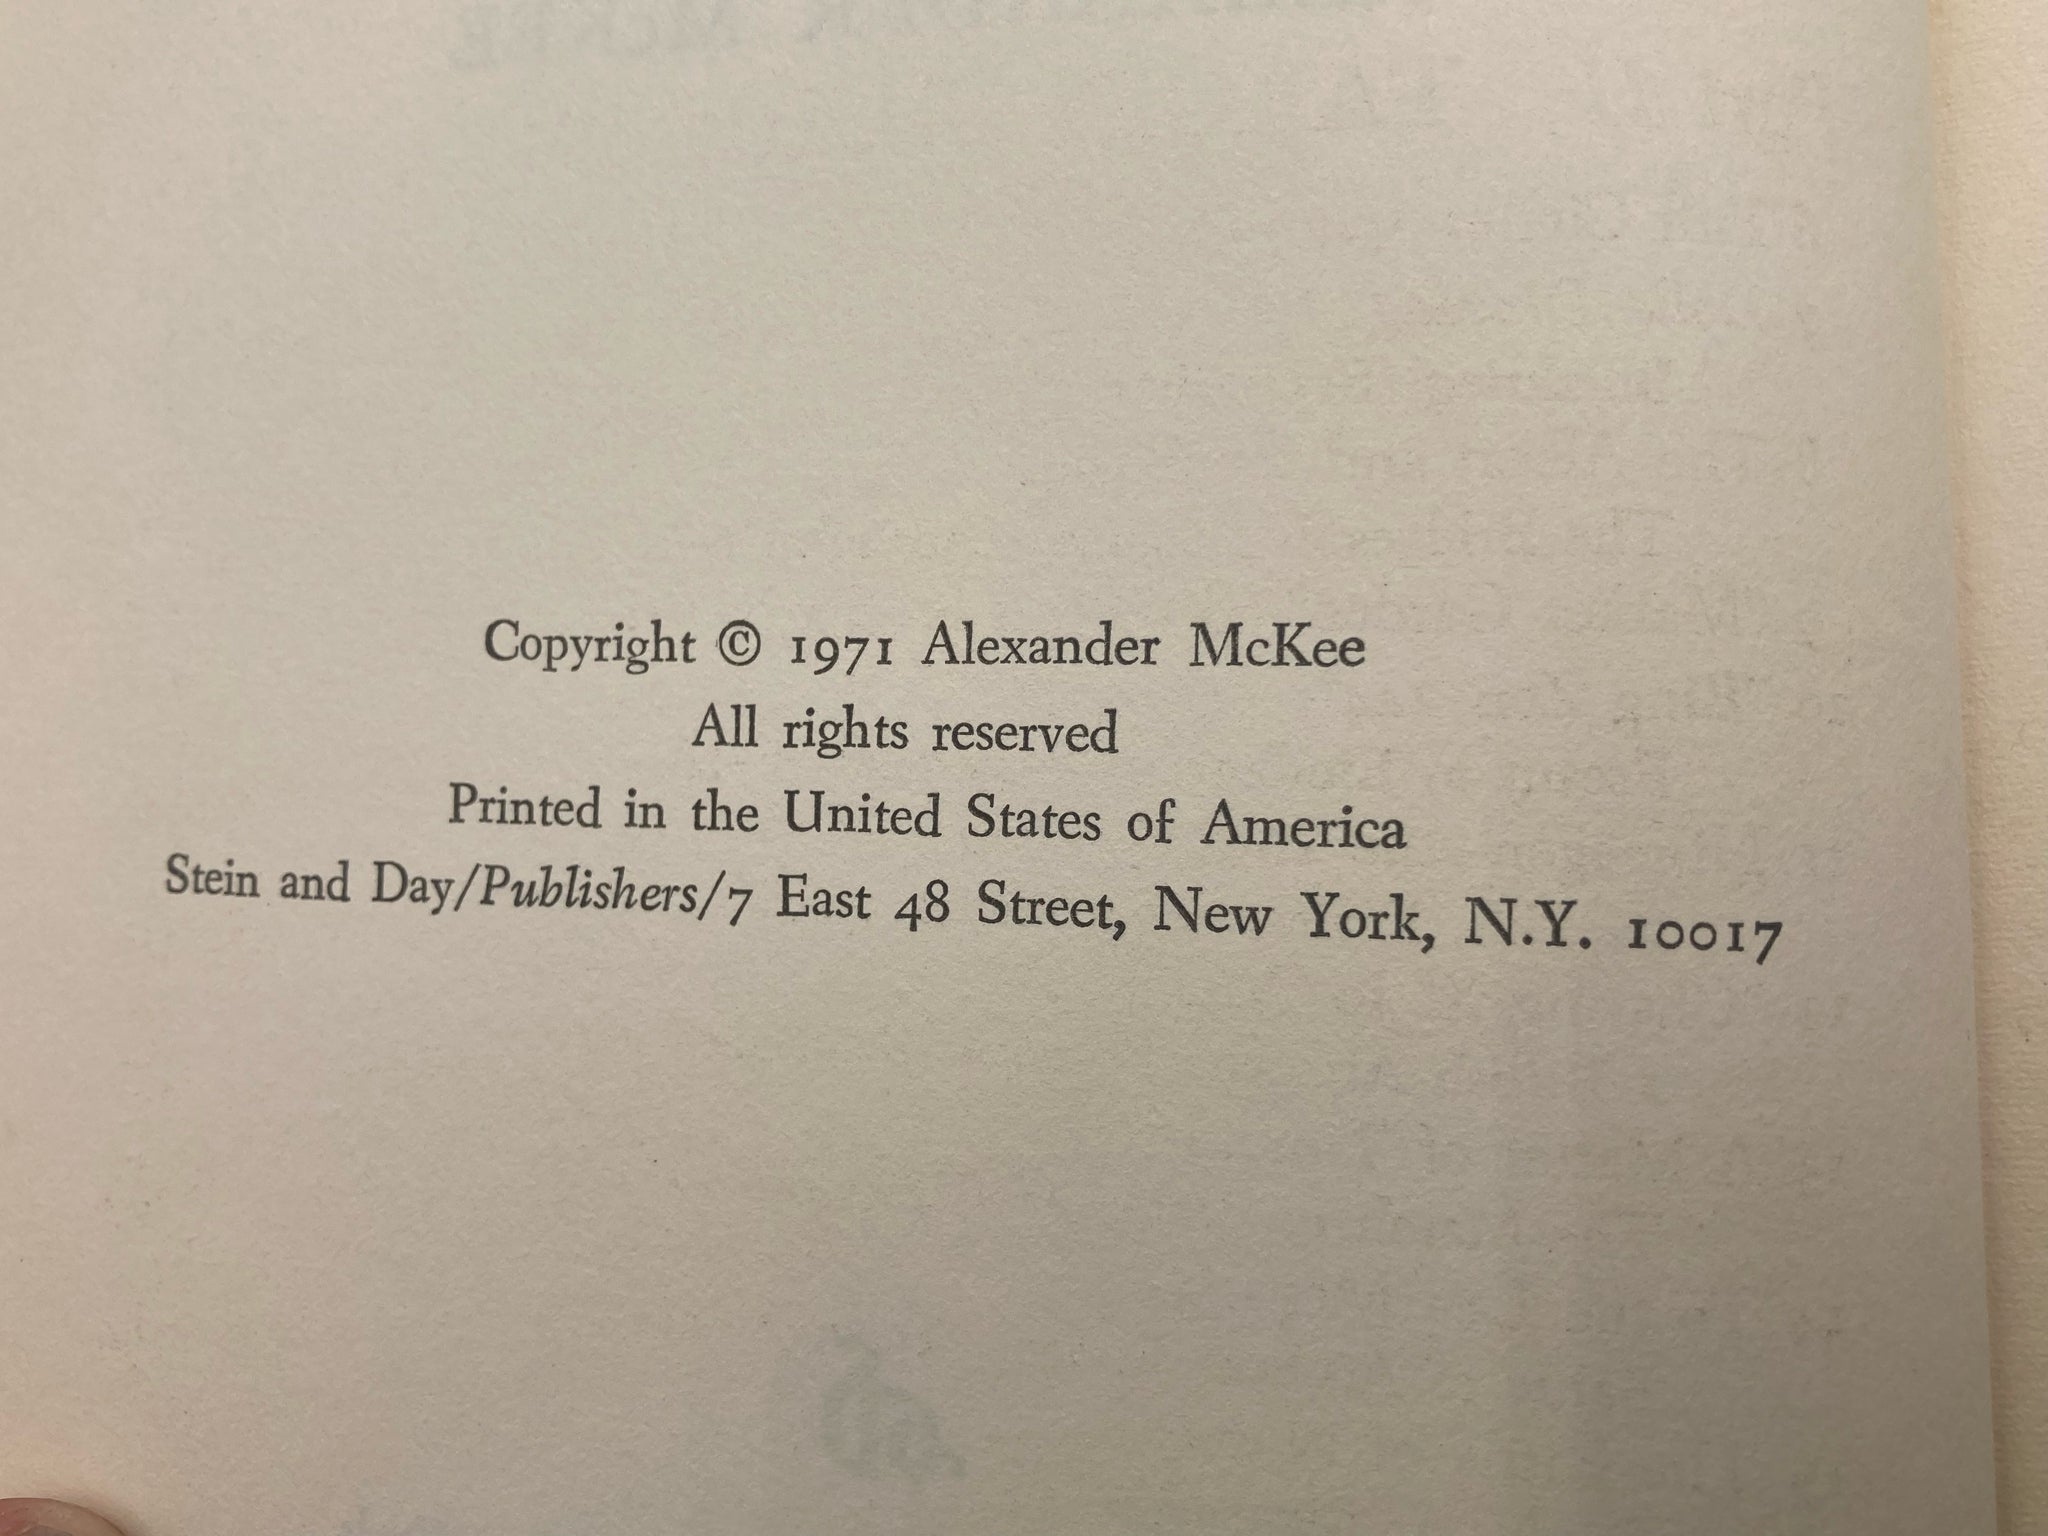 Copyright © 1971 Alexander McKee
All rights reserved
Printed in the United States of America
Stein and Day/Publishers/7 East 48 Street, New York, N.Y. 10017